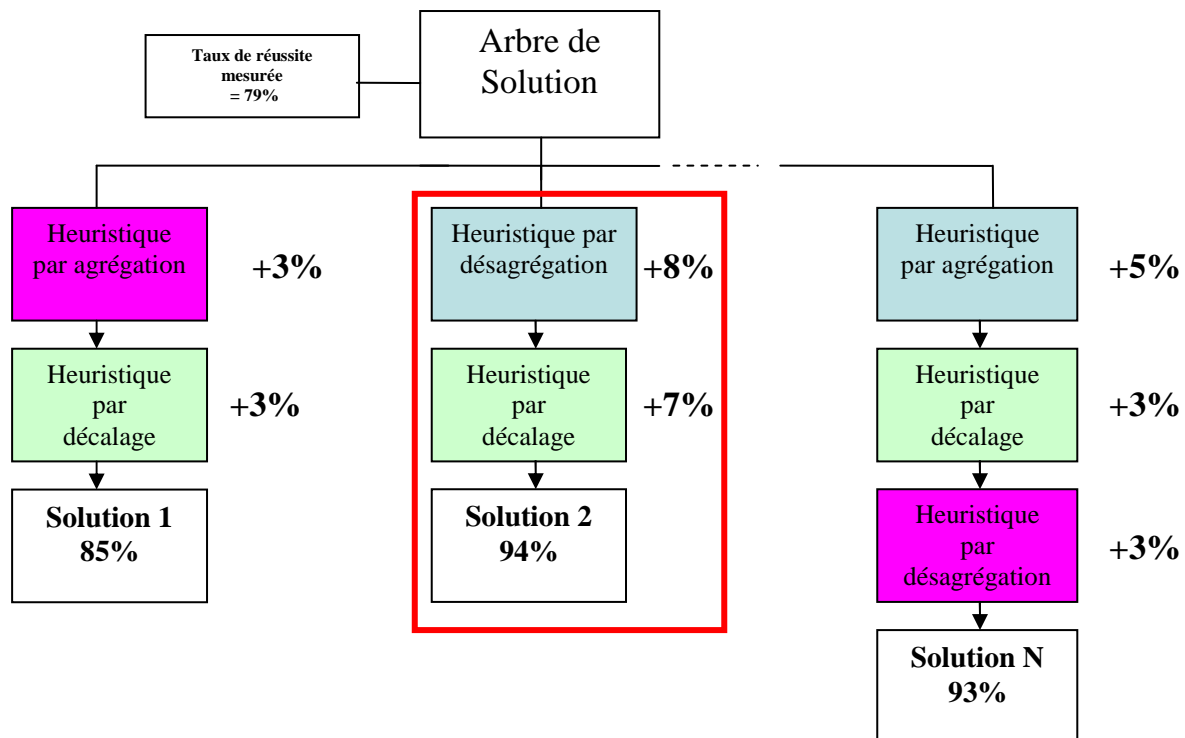 Taux de réussite
mesurée
= 79%
Arbre de
Solution
Heuristique
par agrégation
+3%
Heuristique par
désagrégation
+8%
Heuristique
par agrégation
+5%
Heuristique
par
décalage
+3%
Heuristique
par
décalage
+7%
Heuristique
par
décalage
+3%
Solution 1
85%
Solution 2
94%
Heuristique
par
désagrégation
+3%
Solution N
93%